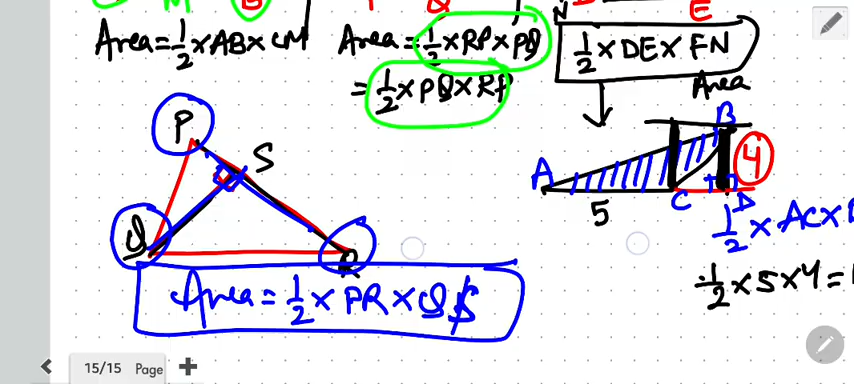 M
E
Area = 1/2 × AB × CM
Area = 1/2 × RP × PQ
= 1/2 × PQ × RP
N
1/2 × DE × FN
Area
P
S
Q
R
Area = 1/2 × PR × QS
A
B
4
5
C
D
1/2 × AC × B
1/2 × 5 × 4 =
15/15 Page